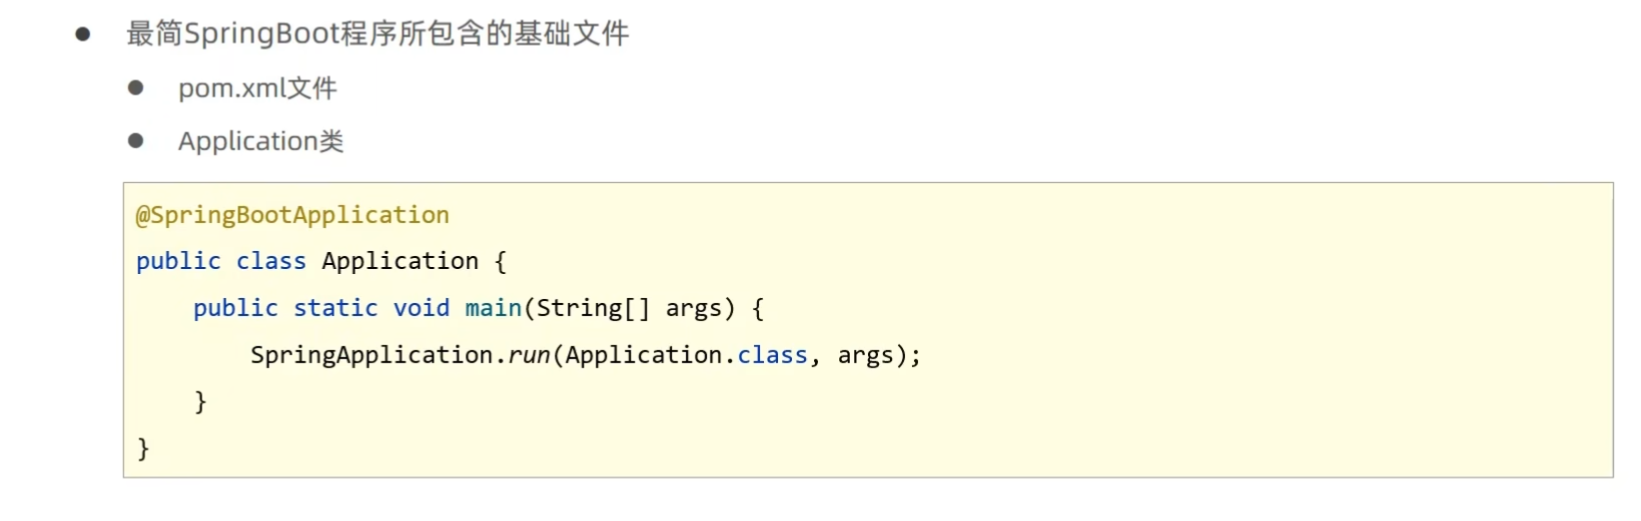 最简SpringBoot程序所包含的基础文件
pom.xml文件
Application类
@SpringBootApplication
public class Application {
    public static void main(String[] args) {
        SpringApplication.run(Application.class, args);
    }
}